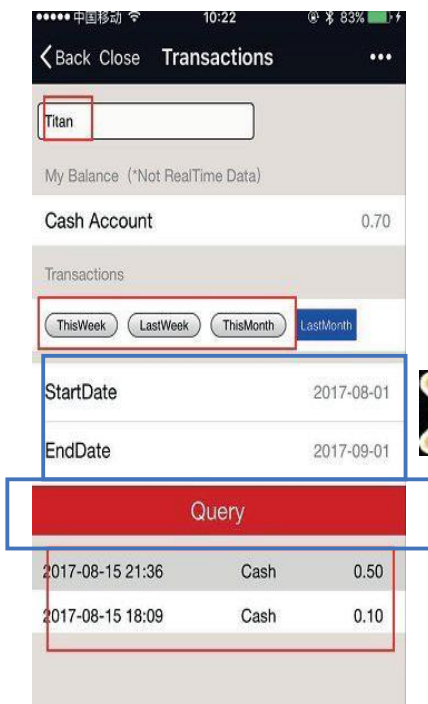 中国移动 10:22 83%
Back Close Transactions
Titan
My Balance (*Not RealTime Data)
Cash Account 0.70
Transactions
ThisWeek LastWeek ThisMonth LastMonth
StartDate 2017-08-01
EndDate 2017-09-01
Query
2017-08-15 21:36 Cash 0.50
2017-08-15 18:09 Cash 0.10